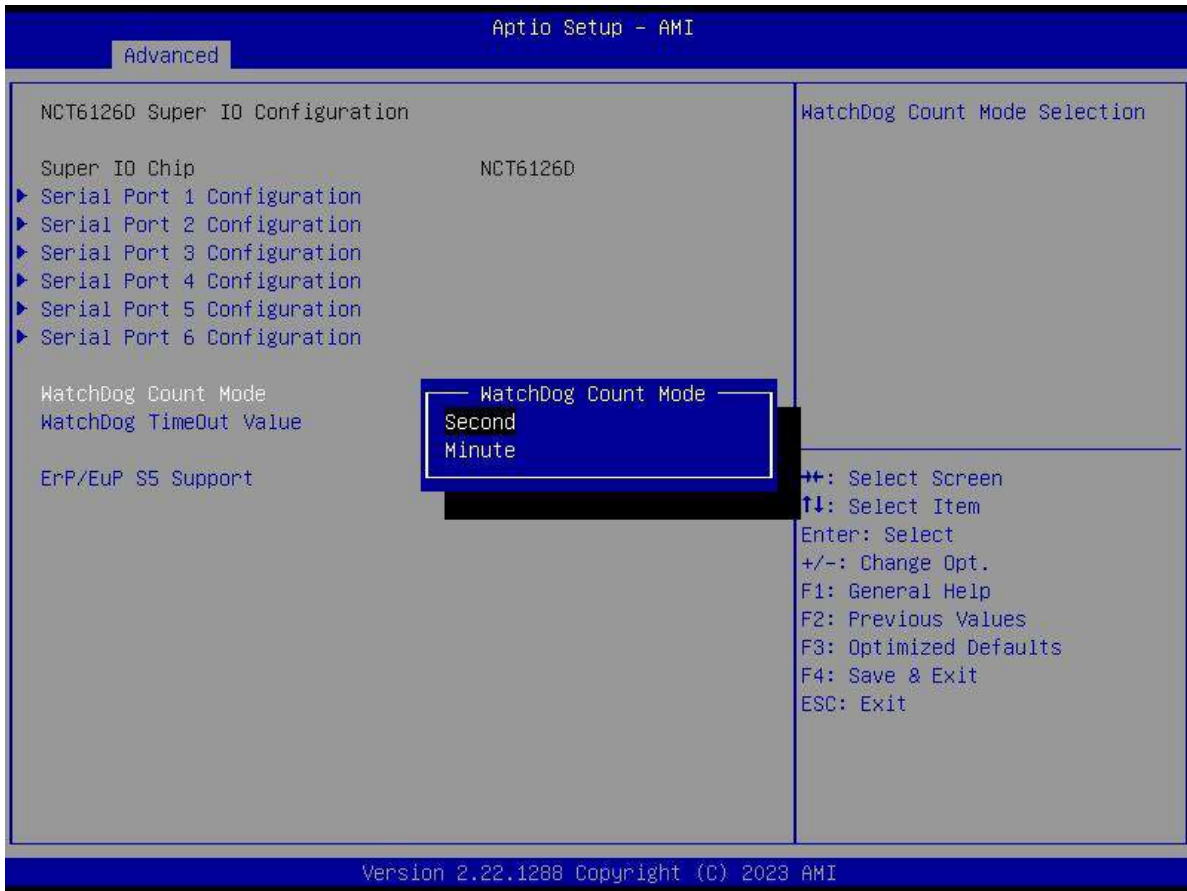 Aptio Setup - AMI
Advanced
NCT6126D Super IO Configuration
Super IO Chip NCT6126D
Serial Port 1 Configuration
Serial Port 2 Configuration
Serial Port 3 Configuration
Serial Port 4 Configuration
Serial Port 5 Configuration
Serial Port 6 Configuration
WatchDog Count Mode
WatchDog TimeOut Value
ErP/EuP S5 Support
WatchDog Count Mode
Second
Minute
WatchDog Count Mode Selection
→←: Select Screen
↑↓: Select Item
Enter: Select
+/-: Change Opt.
F1: General Help
F2: Previous Values
F3: Optimized Defaults
F4: Save & Exit
ESC: Exit
Version 2.22.1288 Copyright (C) 2023 AMI